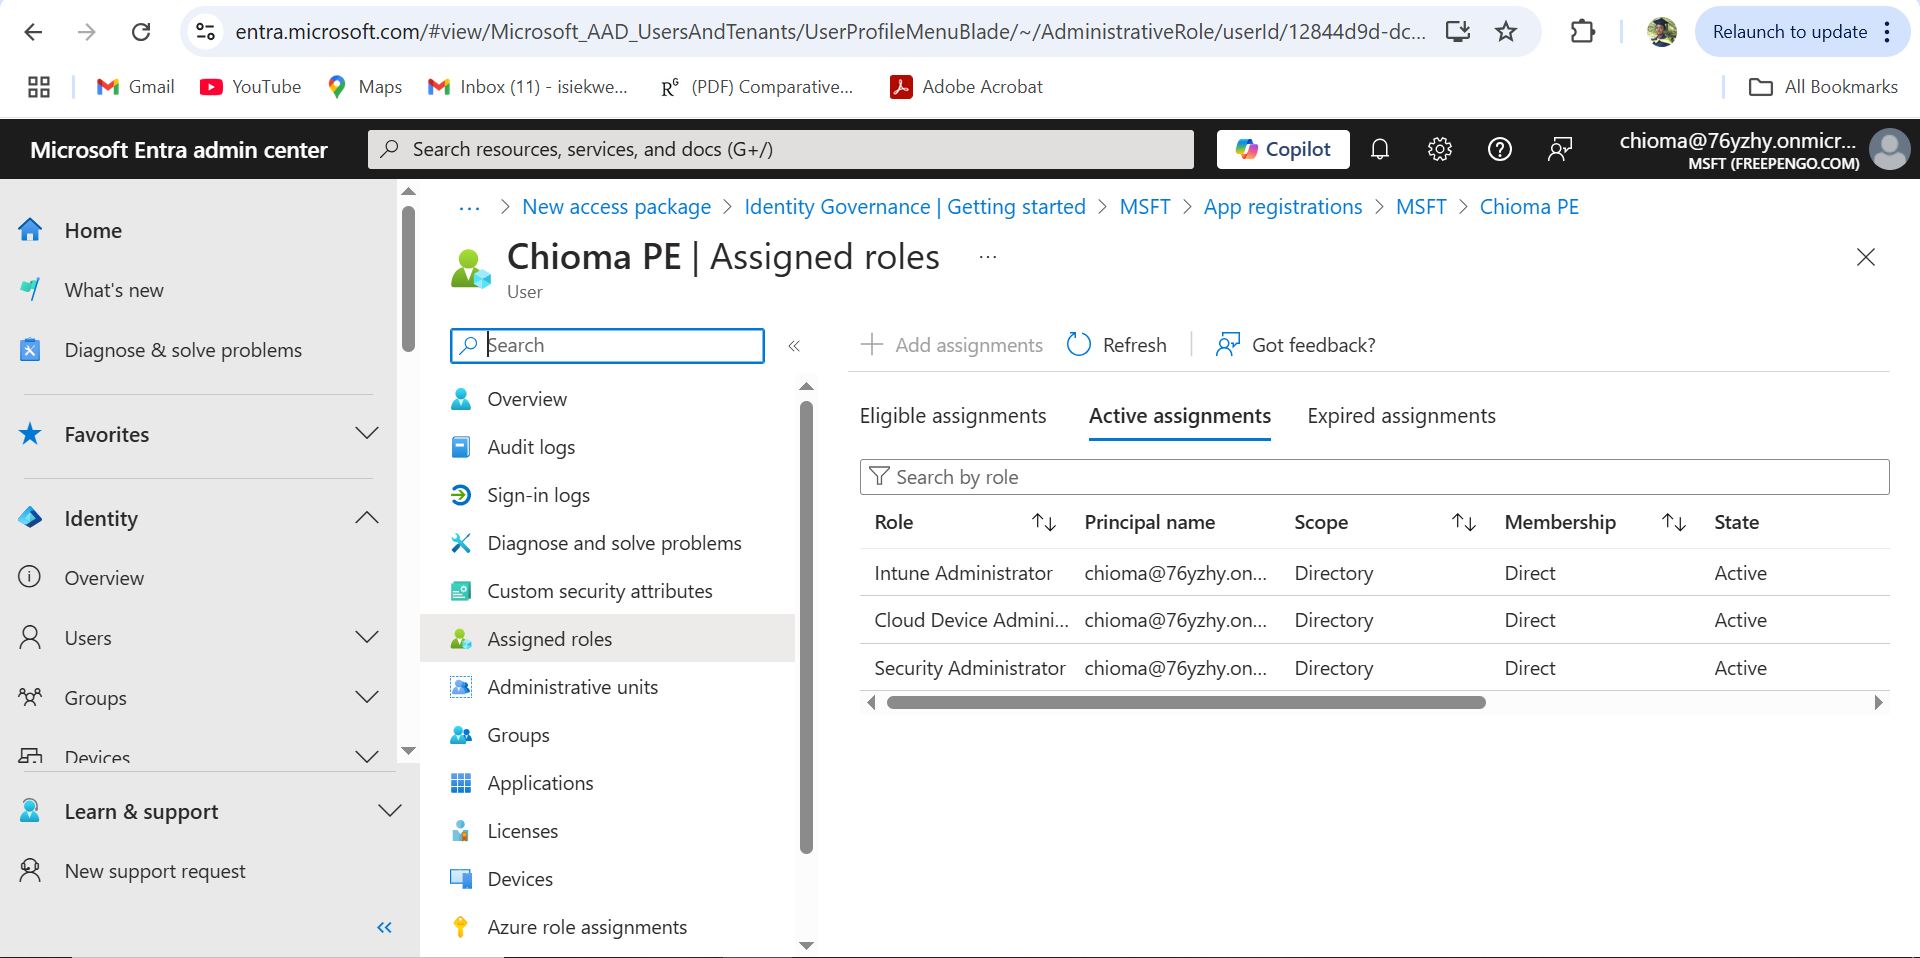 entra.microsoft.com/#view/Microsoft_AAD_UsersAndTenants/UserProfileMenuBlade/~/AdministrativeRole/userId/12844d9d-dc...
Relaunch to update
Gmail
YouTube
Maps
Inbox (11) - isiekwe...
RG (PDF) Comparative...
Adobe Acrobat
All Bookmarks
Microsoft Entra admin center
Search resources, services, and docs (G+/)
Copilot
chioma@76yzhy.onmicr...
MSFT (FREEPENGO.COM)
Home
What's new
Diagnose & solve problems
Favorites
Identity
Overview
Users
Groups
Devices
Learn & support
New support request
... > New access package > Identity Governance | Getting started > MSFT > App registrations > MSFT > Chioma PE
Chioma PE | Assigned roles ...
User
Search
Overview
Audit logs
Sign-in logs
Diagnose and solve problems
Custom security attributes
Assigned roles
Administrative units
Groups
Applications
Licenses
Devices
Azure role assignments
Add assignments
Refresh
Got feedback?
Eligible assignments
Active assignments
Expired assignments
Search by role
Role Principal name Scope Membership State
Intune Administrator chioma@76yzhy.on... Directory Direct Active
Cloud Device Admini... chioma@76yzhy.on... Directory Direct Active
Security Administrator chioma@76yzhy.on... Directory Direct Active